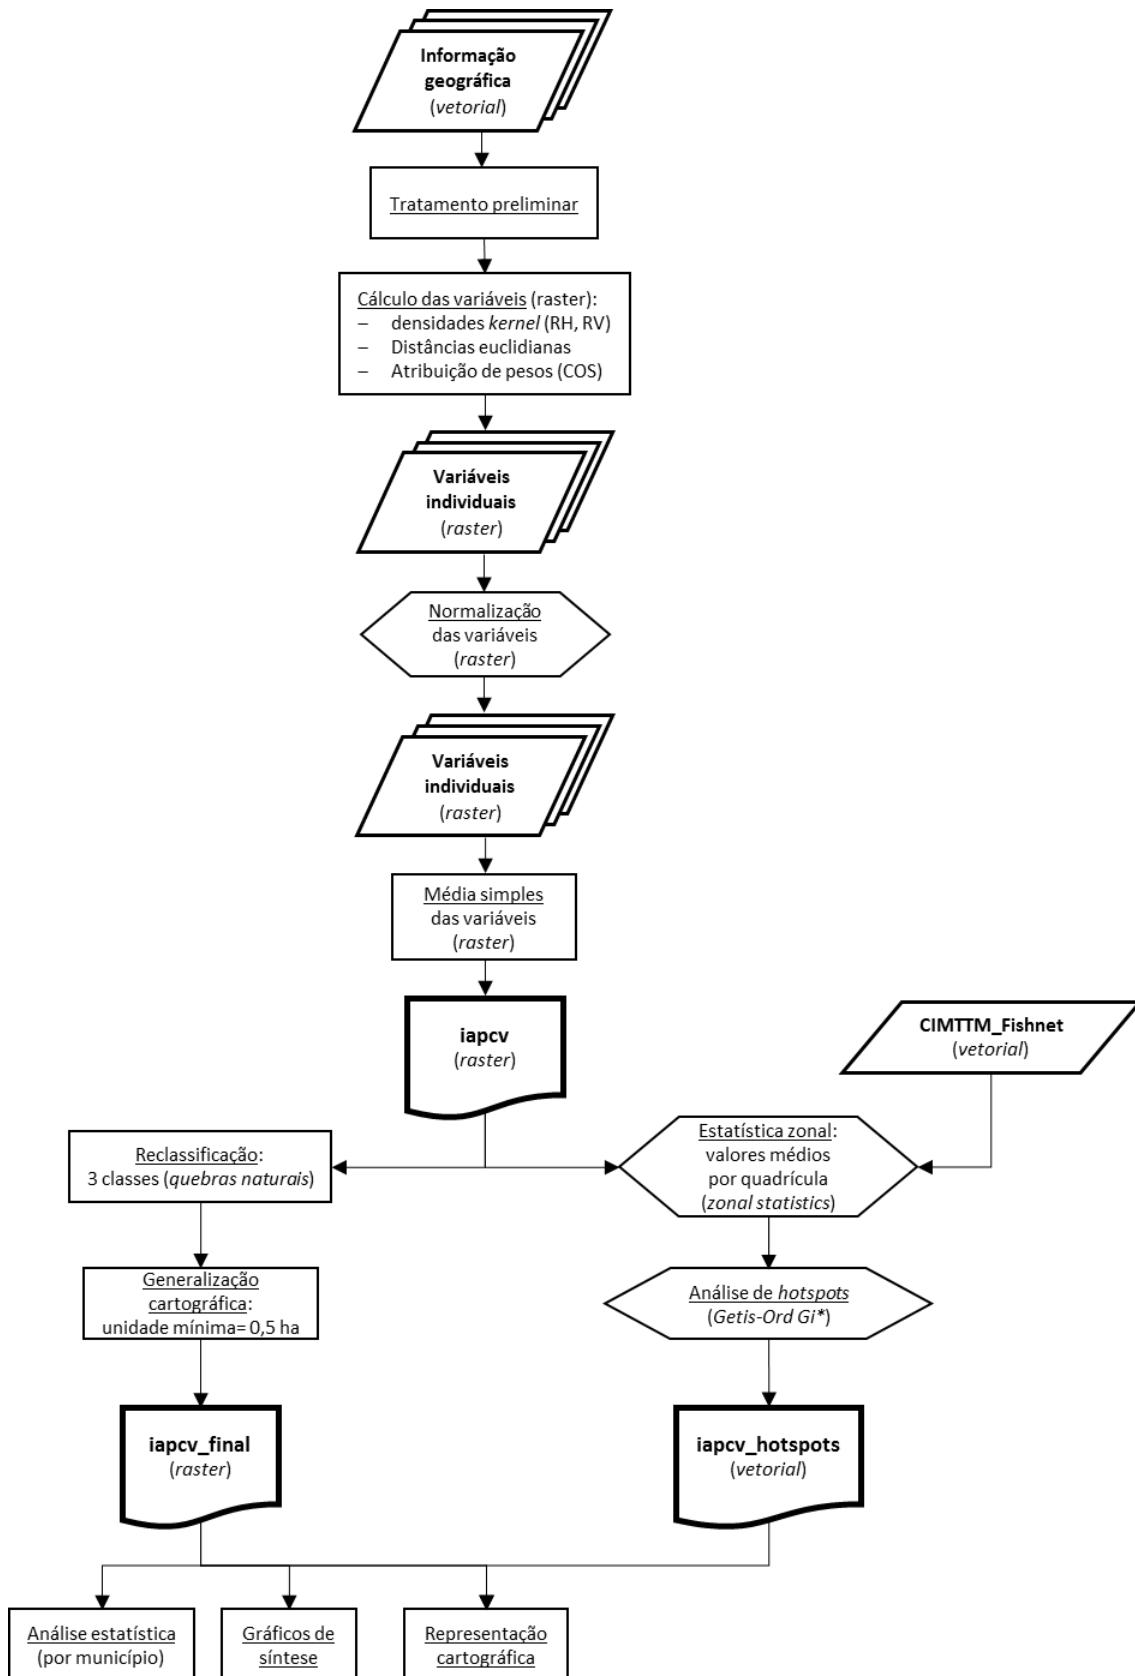 Informação
geográfica
(vetorial)
Tratamento preliminar
Cálculo das variáveis (raster):
– densidades kernel (RH, RV)
– Distâncias euclidianas
– Atribuição de pesos (COS)
Variáveis
individuais
(raster)
Normalização
das variáveis
(raster)
Variáveis
individuais
(raster)
Média simples
das variáveis
(raster)
iapcv
(raster)
CIMTTM_Fishnet
(vetorial)
Reclassificação:
3 classes (quebras naturais)
Estatística zonal:
valores médios
por quadrícula
(zonal statistics)
Generalização
cartográfica:
unidade mínima= 0,5 ha
Análise de hotspots
(Getis-Ord Gi*)
iapcv_final
(raster)
iapcv_hotspots
(vetorial)
Análise estatística
(por município)
Gráficos de
síntese
Representação
cartográfica